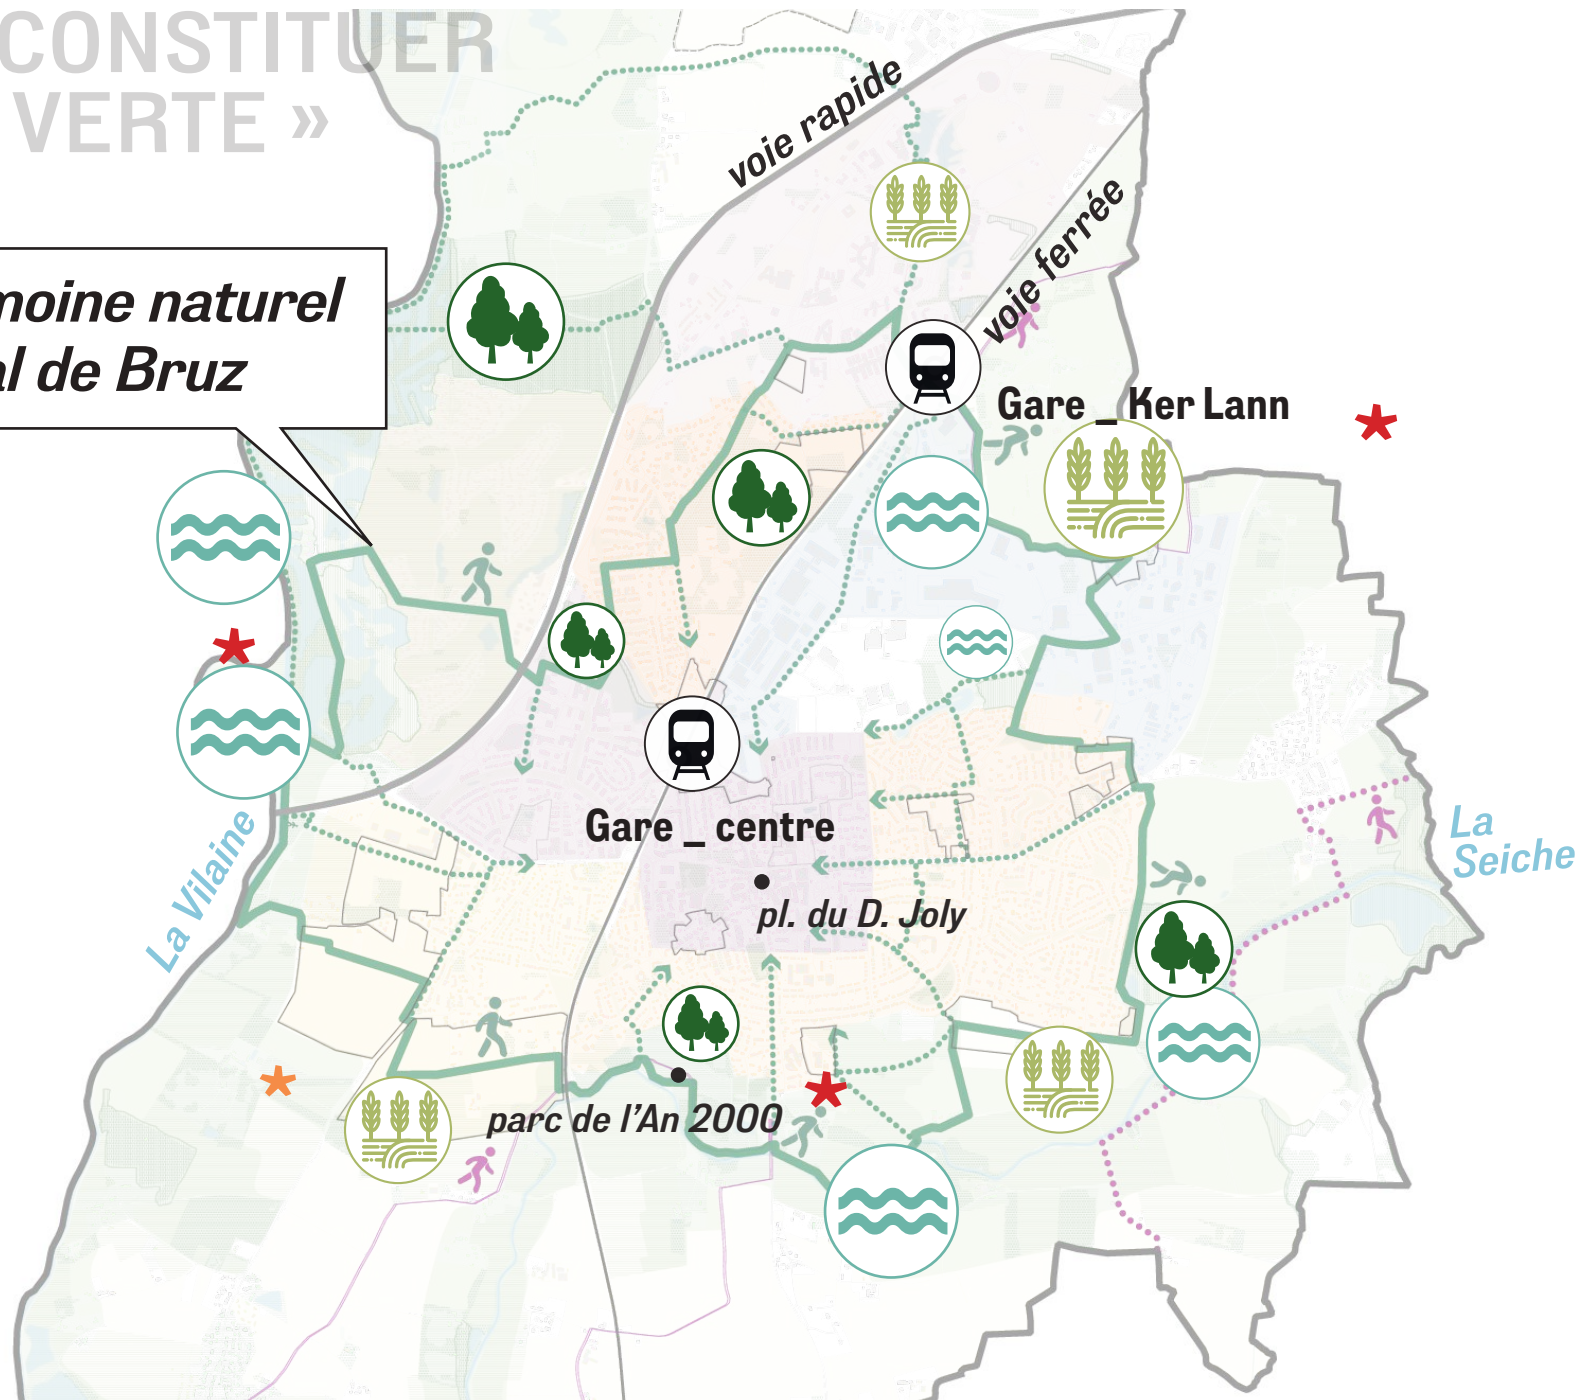 CONSTITUER
VERTE »
voie rapide
voie ferrée
moine naturel
al de Bruz
Gare _ Ker Lann
Gare _ centre
pl. du D. Joly
La Vilaine
La
Seiche
parc de l'An 2000